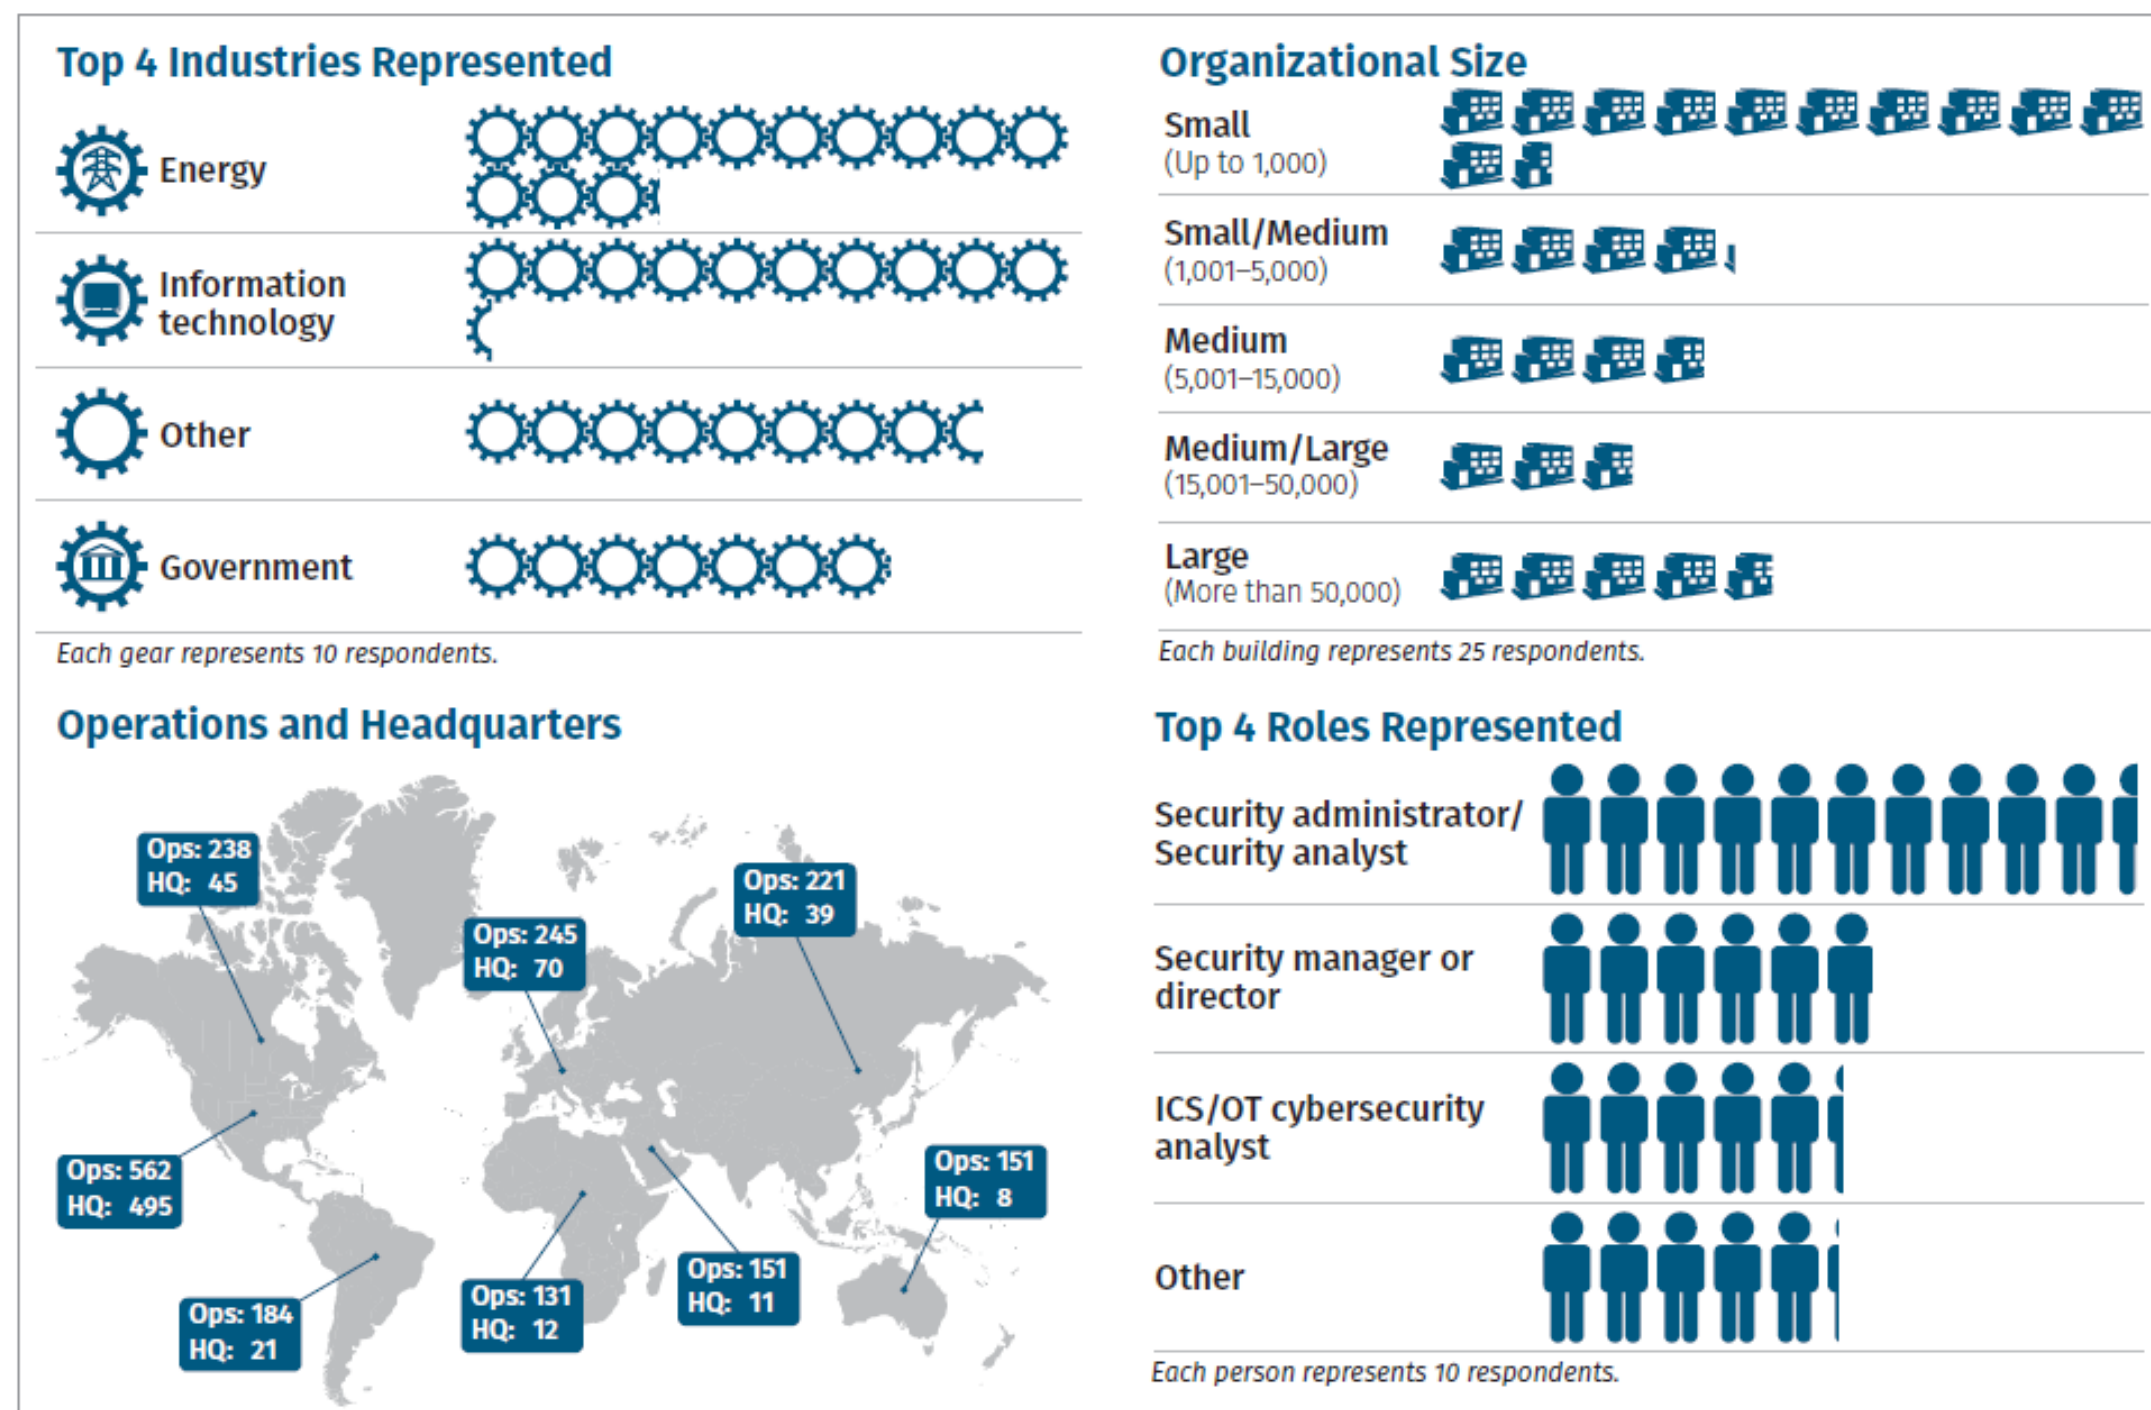 Top 4 Industries Represented
Energy
Information
technology
Other
Government
Each gear represents 10 respondents.
Organizational Size
Small
(Up to 1,000)
Small/Medium
(1,001–5,000)
Medium
(5,001–15,000)
Medium/Large
(15,001–50,000)
Large
(More than 50,000)
Each building represents 25 respondents.
Operations and Headquarters
Ops: 238
HQ: 45
Ops: 245
HQ: 70
Ops: 221
HQ: 39
Ops: 562
HQ: 495
Ops: 151
HQ: 8
Ops: 184
HQ: 21
Ops: 131
HQ: 12
Ops: 151
HQ: 11
Top 4 Roles Represented
Security administrator/
Security analyst
Security manager or
director
ICS/OT cybersecurity
analyst
Other
Each person represents 10 respondents.